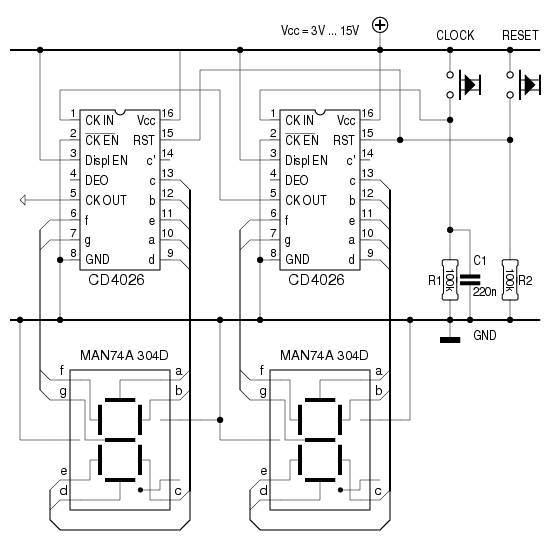 Vcc = 3V ... 15V
CLOCK
RESET
1 CK IN Vcc 16
2 CK EN RST 15
3 Displ EN c' 14
4 DEO c 13
5 CK OUT b 12
6 f e 11
7 g a 10
8 GND d 9
CD4026
1 CK IN Vcc 16
2 CK EN RST 15
3 Displ EN c' 14
4 DEO c 13
5 CK OUT b 12
6 f e 11
7 g a 10
8 GND d 9
CD4026
R1
100k
C1
220n
100k
R2
GND
MAN74A 304D
f a
g b
e
d c
MAN74A 304D
f a
g b
e
d c